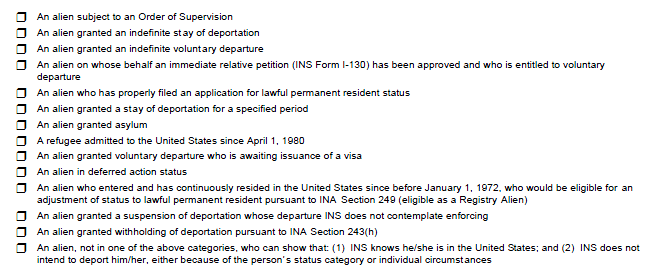 An alien subject to an Order of Supervision
An alien granted an indefinite stay of deportation
An alien granted an indefinite voluntary departure
An alien on whose behalf an immediate relative petition (INS Form I-130) has been approved and who is entitled to voluntary
departure
An alien who has properly filed an application for lawful permanent resident status
An alien granted a stay of deportation for a specified period
An alien granted asylum
A refugee admitted to the United States since April 1, 1980
An alien granted voluntary departure who is awaiting issuance of a visa
An alien in deferred action status
An alien who entered and has continuously resided in the United States since before January 1, 1972, who would be eligible for an
adjustment of status to lawful permanent resident pursuant to INA Section 249 (eligible as a Registry Alien)
An alien granted a suspension of deportation whose departure INS does not contemplate enforcing
An alien granted withholding of deportation pursuant to INA Section 243(h)
An alien, not in one of the above categories, who can show that: (1) INS knows he/she is in the United States; and (2) INS does not
intend to deport him/her, either because of the person's status category or individual circumstances